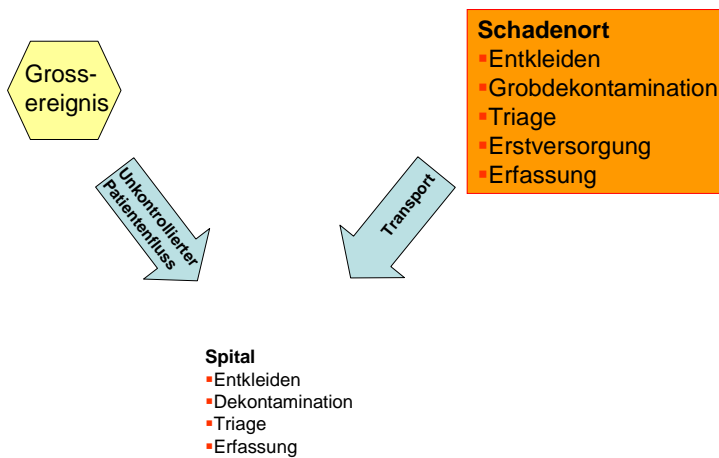 Gross-
ereignis
Schadenort
▪Entkleiden
▪Grobdekontamination
▪Triage
▪Erstversorgung
▪Erfassung
Unkontrollierter
Patientenfluss
Transport
Spital
▪Entkleiden
▪Dekontamination
▪Triage
▪Erfassung